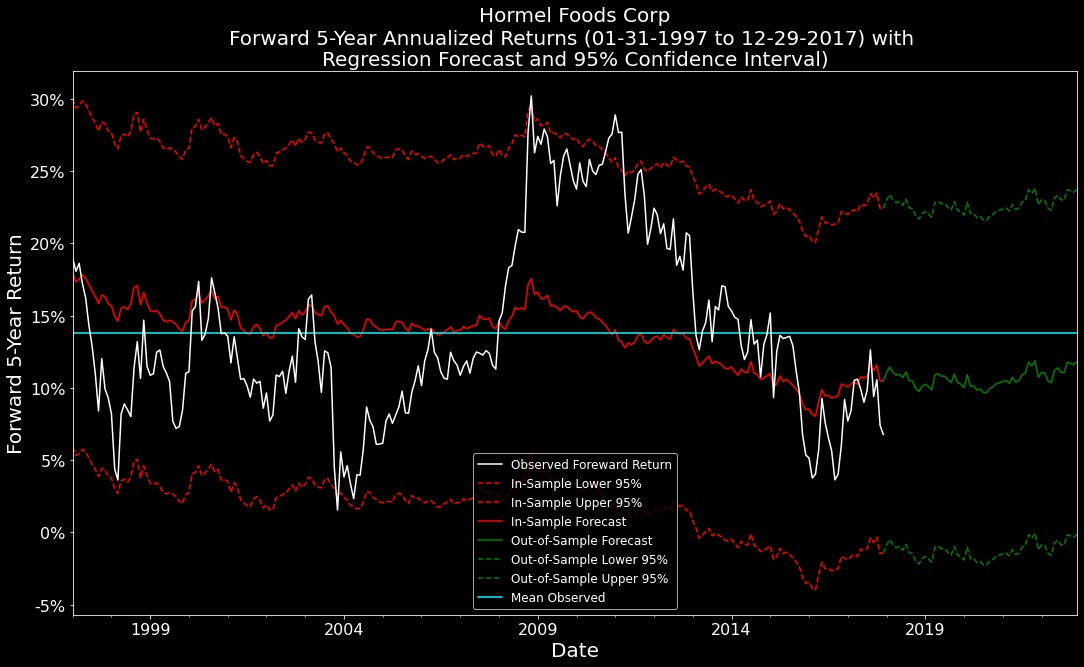 Hormel Foods Corp
Forward 5-Year Annualized Returns (01-31-1997 to 12-29-2017) with
Regression Forecast and 95% Confidence Interval)
Forward 5-Year Return
30%
25%
20%
15%
10%
5%
0%
-5%
Observed Foreward Return
In-Sample Lower 95%
In-Sample Upper 95%
In-Sample Forecast
Out-of-Sample Forecast
Out-of-Sample Lower 95%
Out-of-Sample Upper 95%
Mean Observed
1999
2004
2009
2014
2019
Date